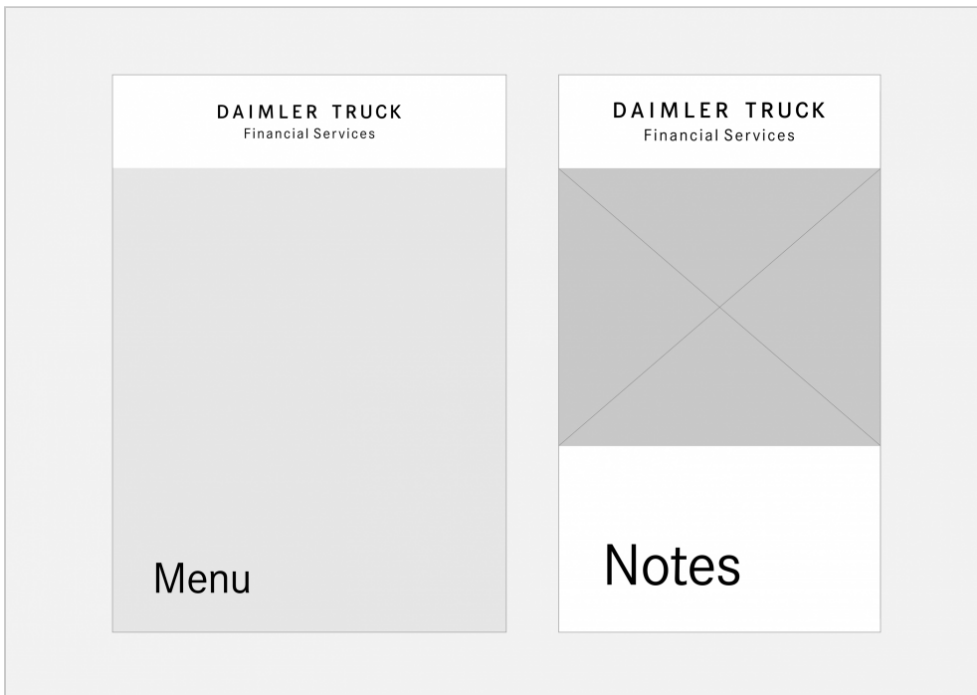 DAIMLER TRUCK
Financial Services
Menu
DAIMLER TRUCK
Financial Services
Notes